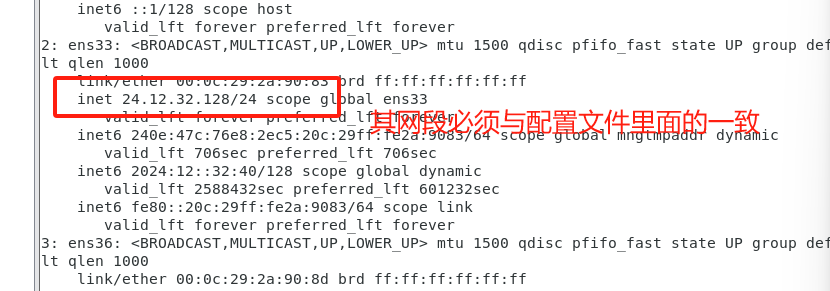 inet6 ::1/128 scope host
valid_lft forever preferred_lft forever
2: ens33: <BROADCAST,MULTICAST,UP,LOWER_UP> mtu 1500 qdisc pfifo_fast state UP group def
lt qlen 1000
link/ether 00:0c:29:2a:90:83 brd ff:ff:ff:ff:ff:ff
inet 24.12.32.128/24 scope global ens33
valid_lft forever preferred_lft forever
其网段必须与配置文件里面的一致
inet6 240e:47c:76e8:2ec5:20c:29ff:fe2a:9083/64 scope global mngtmpaddr dynamic
valid_lft 706sec preferred_lft 706sec
inet6 2024:12::32:40/128 scope global dynamic
valid_lft 2588432sec preferred_lft 601232sec
inet6 fe80::20c:29ff:fe2a:9083/64 scope link
valid_lft forever preferred_lft forever
3: ens36: <BROADCAST,MULTICAST,UP,LOWER_UP> mtu 1500 qdisc pfifo_fast state UP group def
lt qlen 1000
link/ether 00:0c:29:2a:90:8d brd ff:ff:ff:ff:ff:ff